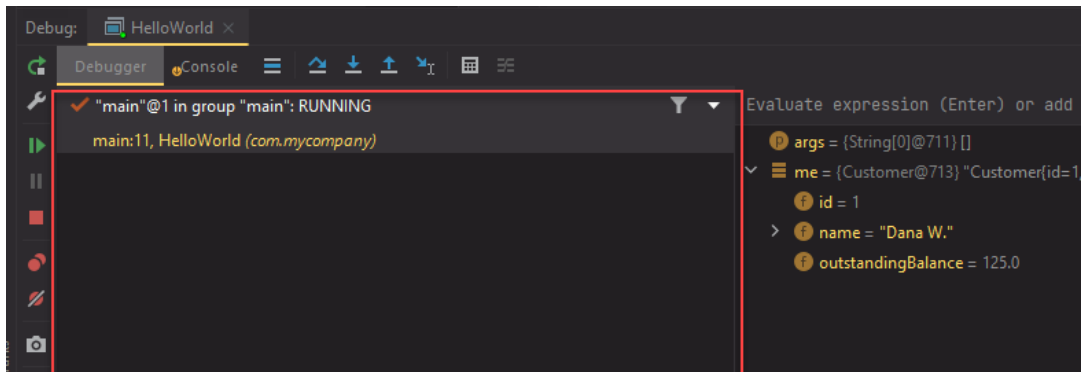 Debug: HelloWorld
Debugger Console
"main"@1 in group "main": RUNNING
main:11, HelloWorld (com.mycompany)
Evaluate expression (Enter) or add
args = {String[0]@711} []
me = {Customer@713} "Customer{id=1,
id = 1
name = "Dana W."
outstandingBalance = 125.0